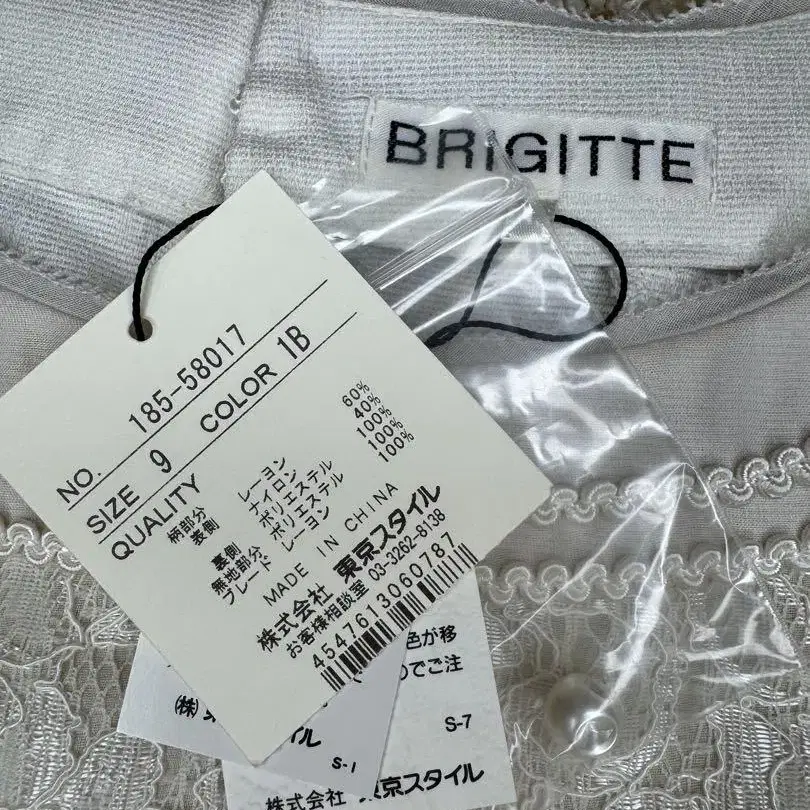 BRIGITTE
NO. 185-58017
SIZE 9 COLOR 1B
QUALITY
柄部分
表側 レーヨン 60%
ナイロン 40%
裏側 ポリエステル 100%
無地部分 ポリエステル 100%
ブレード レーヨン 100%
MADE IN CHINA
株式会社 東京スタイル
お客様相談室 03-3262-8138
4547613060787
色が移
のでご注
(株)
イル
S-1
S-7
東京スタイル